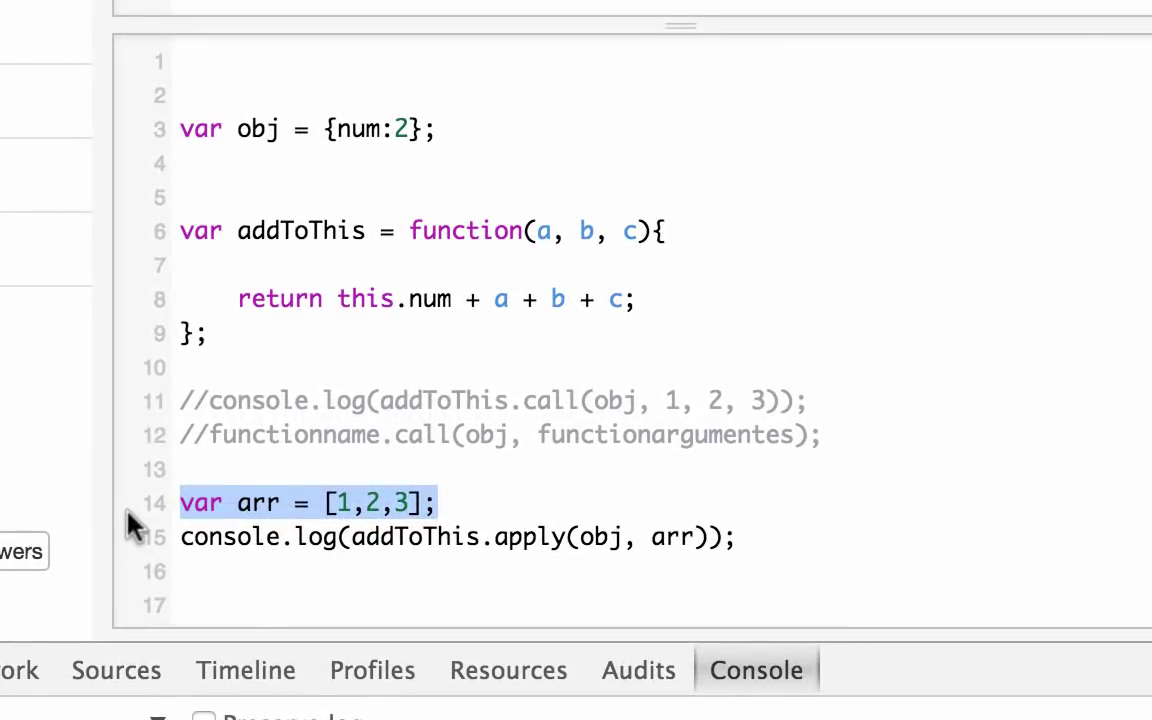 1
2
3 var obj = {num:2};
4
5
6 var addToThis = function(a, b, c){
7
8 return this.num + a + b + c;
9 };
10
11 //console.log(addToThis.call(obj, 1, 2, 3));
12 //functionname.call(obj, functionargumentes);
13
14 var arr = [1,2,3];
15 console.log(addToThis.apply(obj, arr));
wers
16
17
ork Sources Timeline Profiles Resources Audits Console
Preserve log